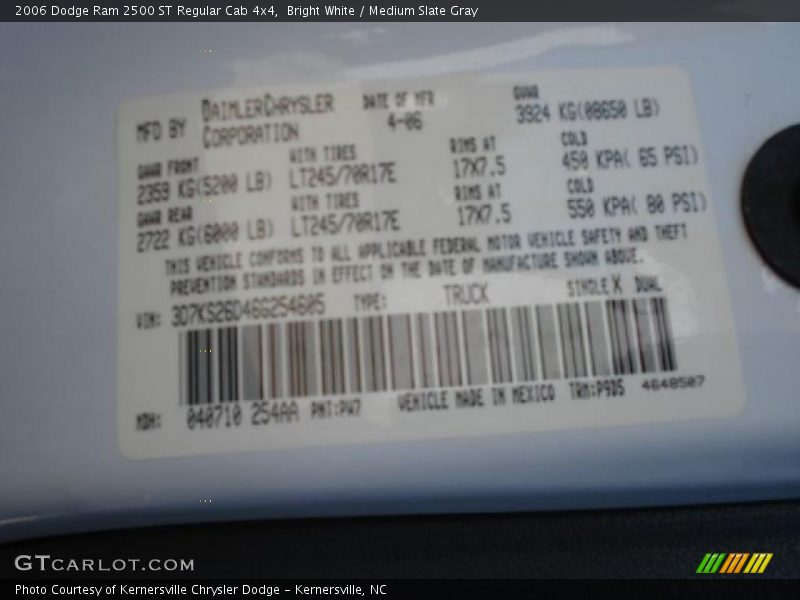 2006 Dodge Ram 2500 ST Regular Cab 4x4, Bright White / Medium Slate Gray
MFD BY DAIMLERCHRYSLER CORPORATION DATE OF MFR 4-06 GVWR 3924 KG(08650 LB)
GAWR FRONT WITH TIRES RIMS AT COLD
2359 KG(5200 LB) LT245/70R17E 17X7.5 450 KPA( 65 PSI)
GAWR REAR WITH TIRES RIMS AT COLD
2722 KG(6000 LB) LT245/70R17E 17X7.5 550 KPA( 80 PSI)
THIS VEHICLE CONFORMS TO ALL APPLICABLE FEDERAL MOTOR VEHICLE SAFETY AND THEFT
PREVENTION STANDARDS IN EFFECT ON THE DATE OF MANUFACTURE SHOWN ABOVE.
VIN: 3D7KS26D46G254605 TYPE: TRUCK SINGLE X DUAL
MDH: 040710 254AA PNT:PW7 VEHICLE MADE IN MEXICO TRM:P9D5 4648507
GTCARLOT.COM
Photo Courtesy of Kernersville Chrysler Dodge - Kernersville, NC